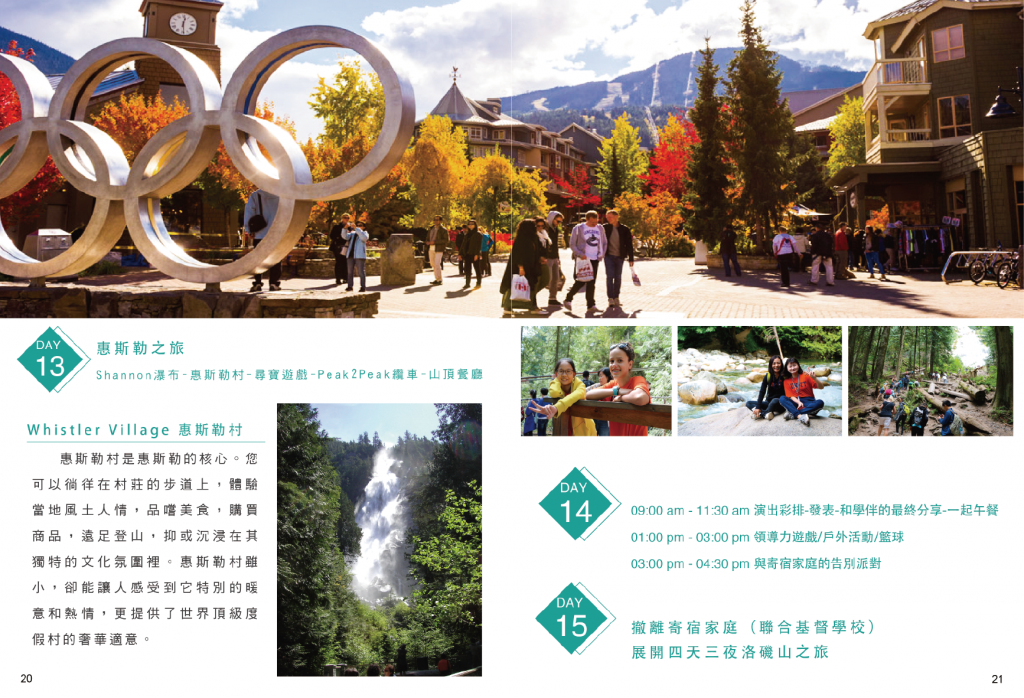 DAY
13
惠斯勒之旅
Shannon瀑布-惠斯勒村-尋寶遊戲-Peak2Peak纜車-山頂餐廳
Whistler Village 惠斯勒村
惠斯勒村是惠斯勒的核心。您
可以徜徉在村莊的步道上，體驗
當地風土人情，品嚐美食，購買
商品，遠足登山，抑或沉浸在其
獨特的文化氛圍裡。惠斯勒村雖
小，卻能讓人感受到它特別的暖
意和熱情，更提供了世界頂級度
假村的奢華適意。
20
DAY
14
09:00 am - 11:30 am 演出彩排-發表-和學伴的最終分享-一起午餐
01:00 pm - 03:00 pm 領導力遊戲/戶外活動/籃球
03:00 pm - 04:30 pm 與寄宿家庭的告別派對
DAY
15
撤離寄宿家庭（聯合基督學校）
展開四天三夜洛磯山之旅
21